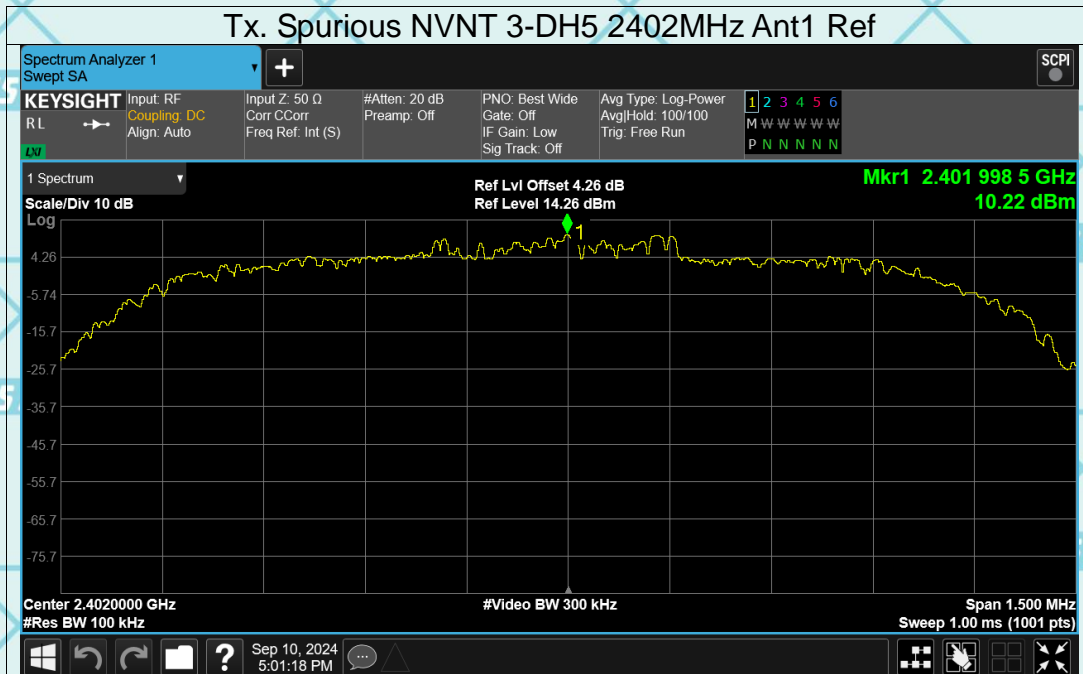 Tx. Spurious NVNT 3-DH5 2402MHz Ant1 Ref
Spectrum Analyzer 1
Swept SA
+
SCPI
KEYSIGHT
RL
LXI
Input: RF
Coupling: DC
Align: Auto
Input Z: 50 Ω
Corr CCorr
Freq Ref: Int (S)
#Atten: 20 dB
Preamp: Off
PNO: Best Wide
Gate: Off
IF Gain: Low
Sig Track: Off
Avg Type: Log-Power
Avg|Hold: 100/100
Trig: Free Run
1 2 3 4 5 6
M W W W W W
P N N N N N
1 Spectrum
Ref Lvl Offset 4.26 dB
Mkr1 2.401 998 5 GHz
Scale/Div 10 dB
Ref Level 14.26 dBm
10.22 dBm
Log
1
4.26
-5.74
-15.7
-25.7
-35.7
-45.7
-55.7
-65.7
-75.7
Center 2.4020000 GHz
#Video BW 300 kHz
Span 1.500 MHz
#Res BW 100 kHz
Sweep 1.00 ms (1001 pts)
?
Sep 10, 2024
5:01:18 PM